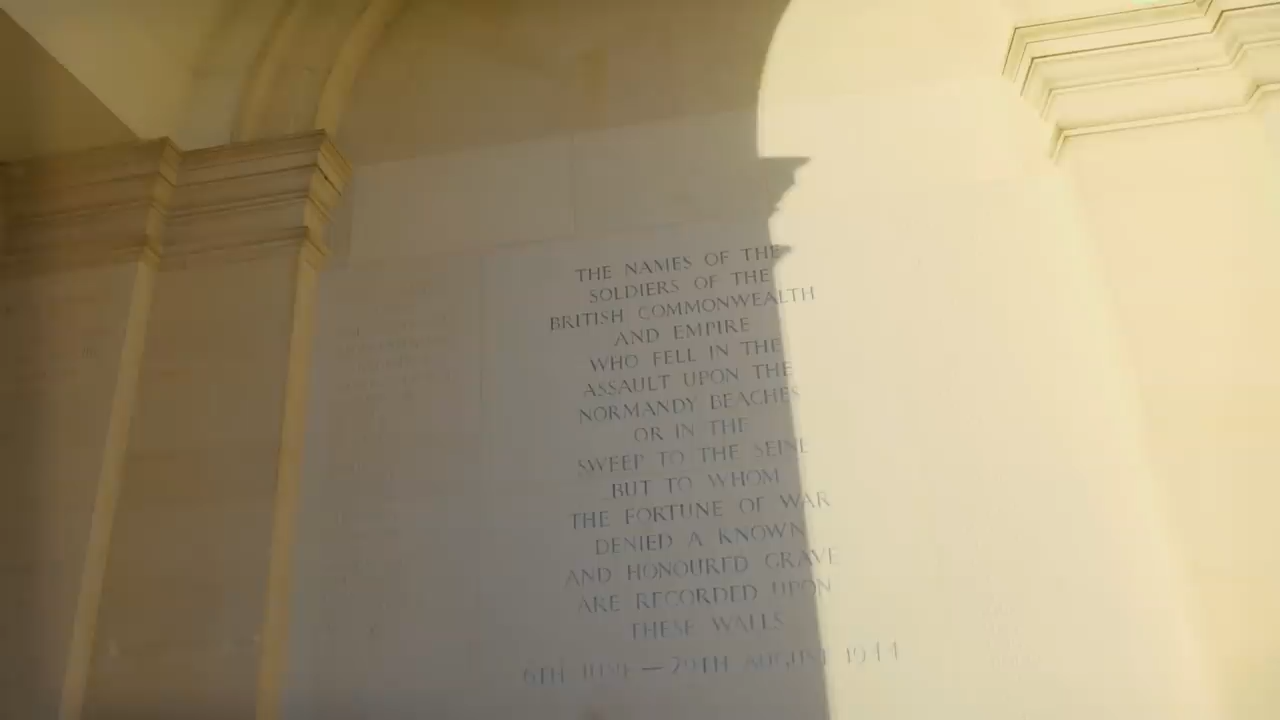 THE NAMES OF THE
SOLDIERS OF THE
BRITISH COMMONWEALTH
AND EMPIRE
WHO FELL IN THE
ASSAULT UPON THE
NORMANDY BEACHES
OR IN THE
SWEEP TO THE SEINE
BUT TO WHOM
THE FORTUNE OF WAR
DENIED A KNOWN
AND HONOURED GRAVE
ARE RECORDED UPON
THESE WALLS
6TH JUNE — 29TH AUGUST 1944